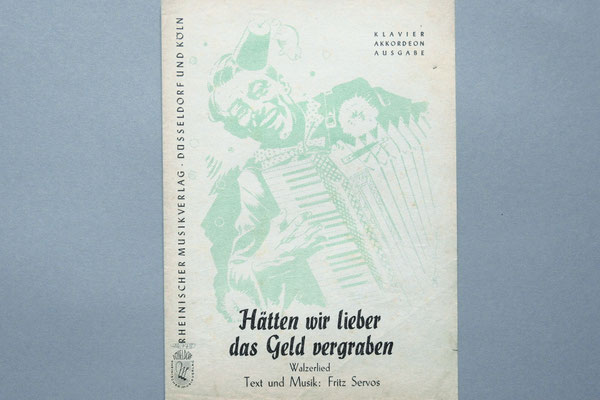 KLAVIER
AKKORDEON
AUSGABE
RHEINISCHER MUSIKVERLAG · DÜSSELDORF UND KÖLN
Hätten wir lieber
das Geld vergraben
Walzerlied
Text und Musik: Fritz Servos